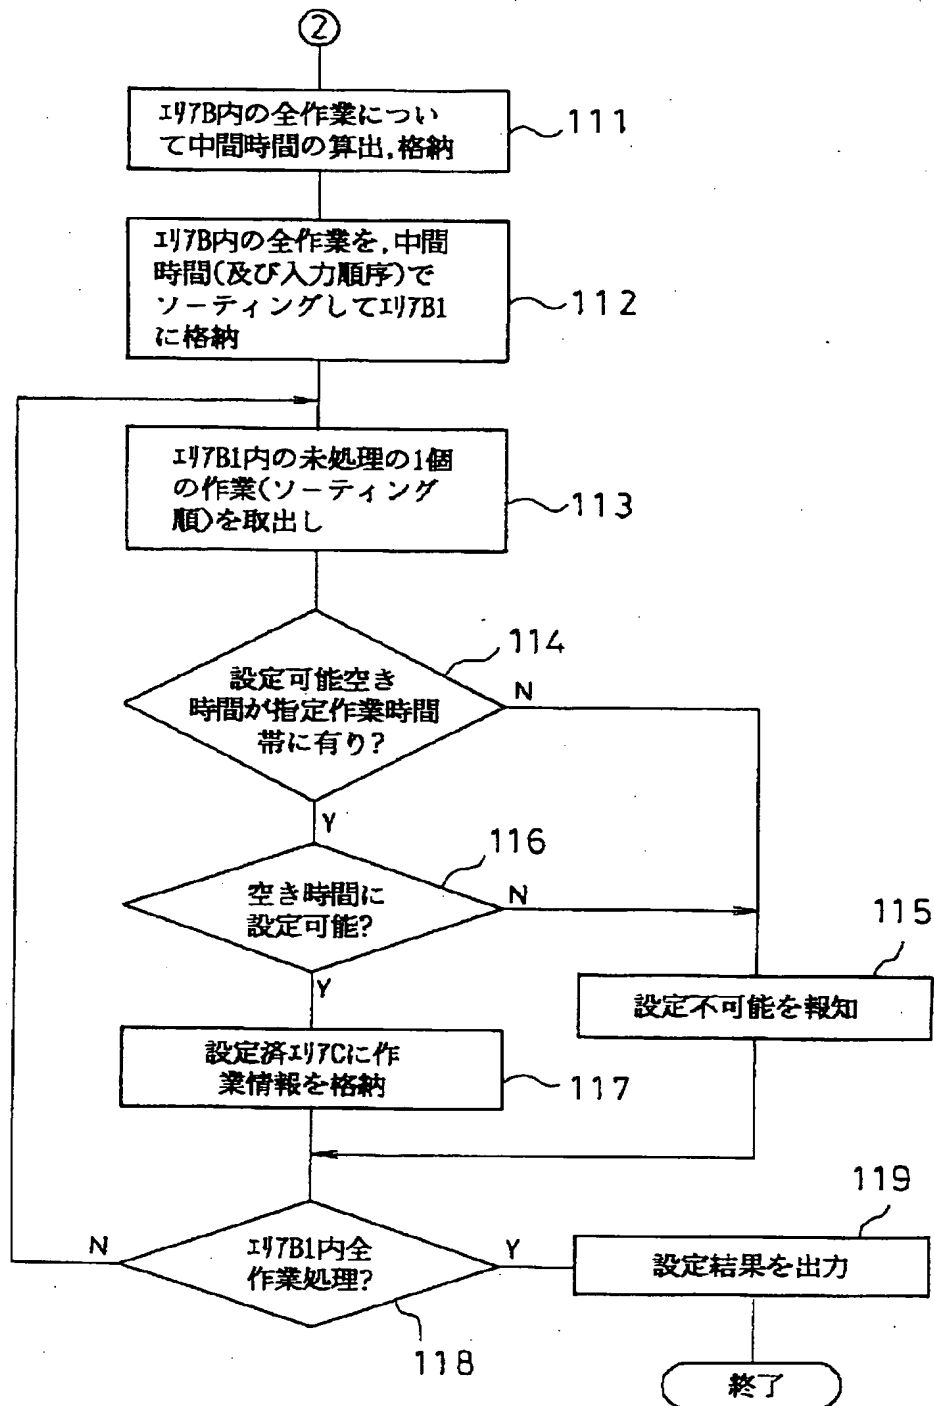 ②
ｴﾘｱB内の全作業につい
て中間時間の算出,格納
111
ｴﾘｱB内の全作業を,中間
時間(及び入力順序)で
ソーティングしてｴﾘｱB1
に格納
112
ｴﾘｱB1内の未処理の1個
の作業(ソーティング
順)を取出し
113
設定可能空き
時間が指定作業時間
帯に有り?
114
N
Y
空き時間に
設定可能?
116
N
Y
設定不可能を報知
115
設定済ｴﾘｱCに作
業情報を格納
117
ｴﾘｱB1内全
作業処理?
118
N
Y
設定結果を出力
119
終了